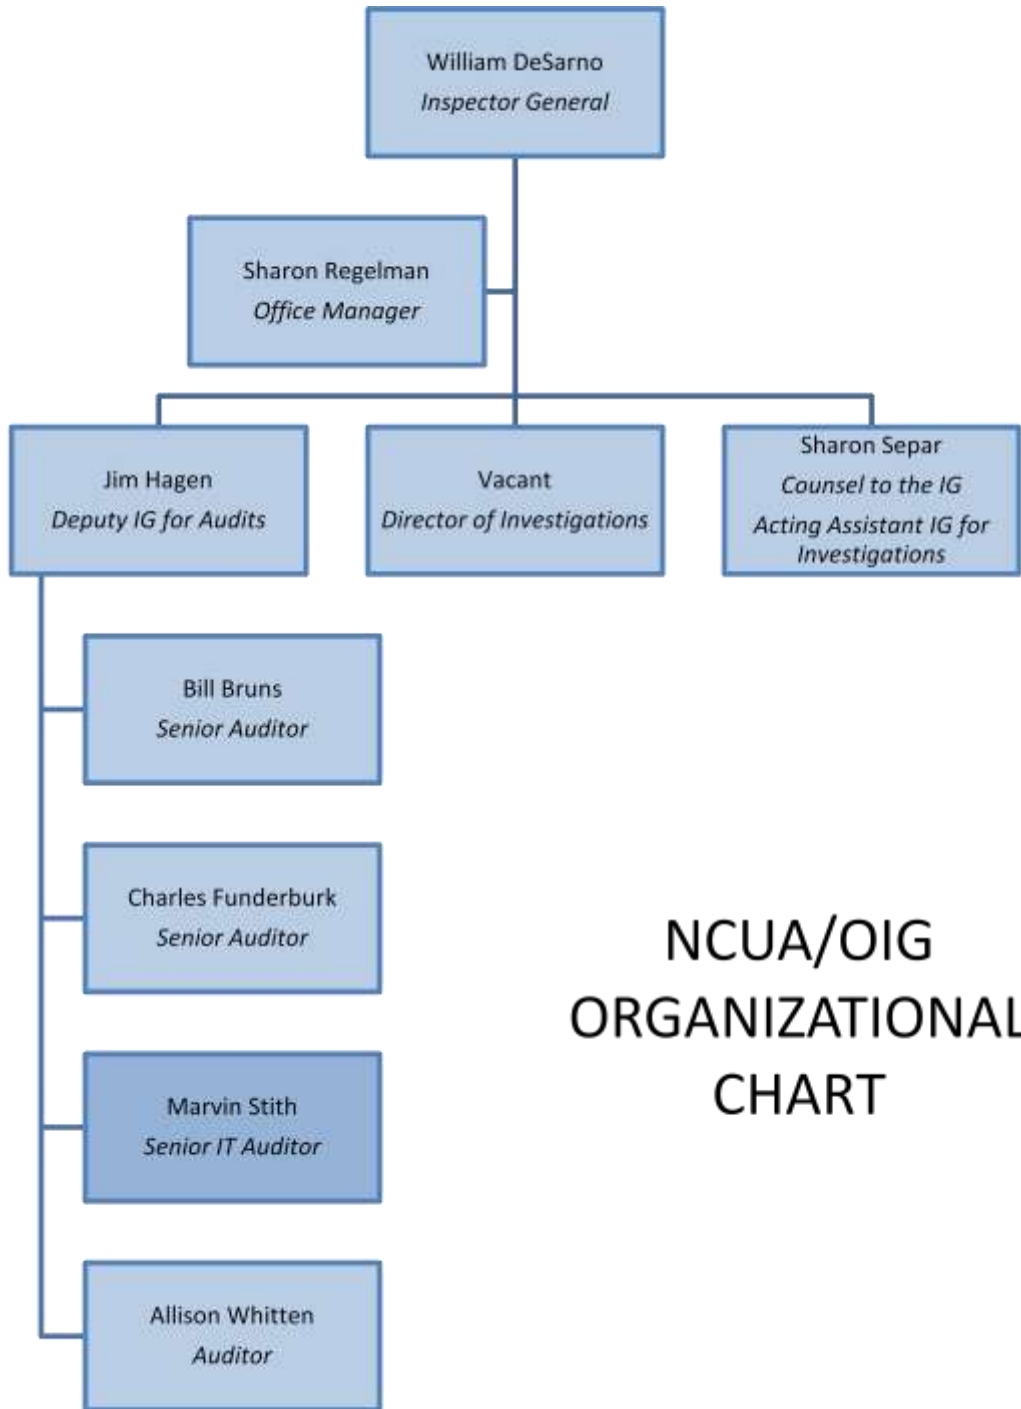 William DeSarno
Inspector General
Sharon Regelman
Office Manager
Jim Hagen
Deputy IG for Audits
Vacant
Director of Investigations
Sharon Separ
Counsel to the IG
Acting Assistant IG for
Investigations
Bill Bruns
Senior Auditor
Charles Funderburk
Senior Auditor
Marvin Stith
Senior IT Auditor
Allison Whitten
Auditor
NCUA/OIG
ORGANIZATIONAL
CHART